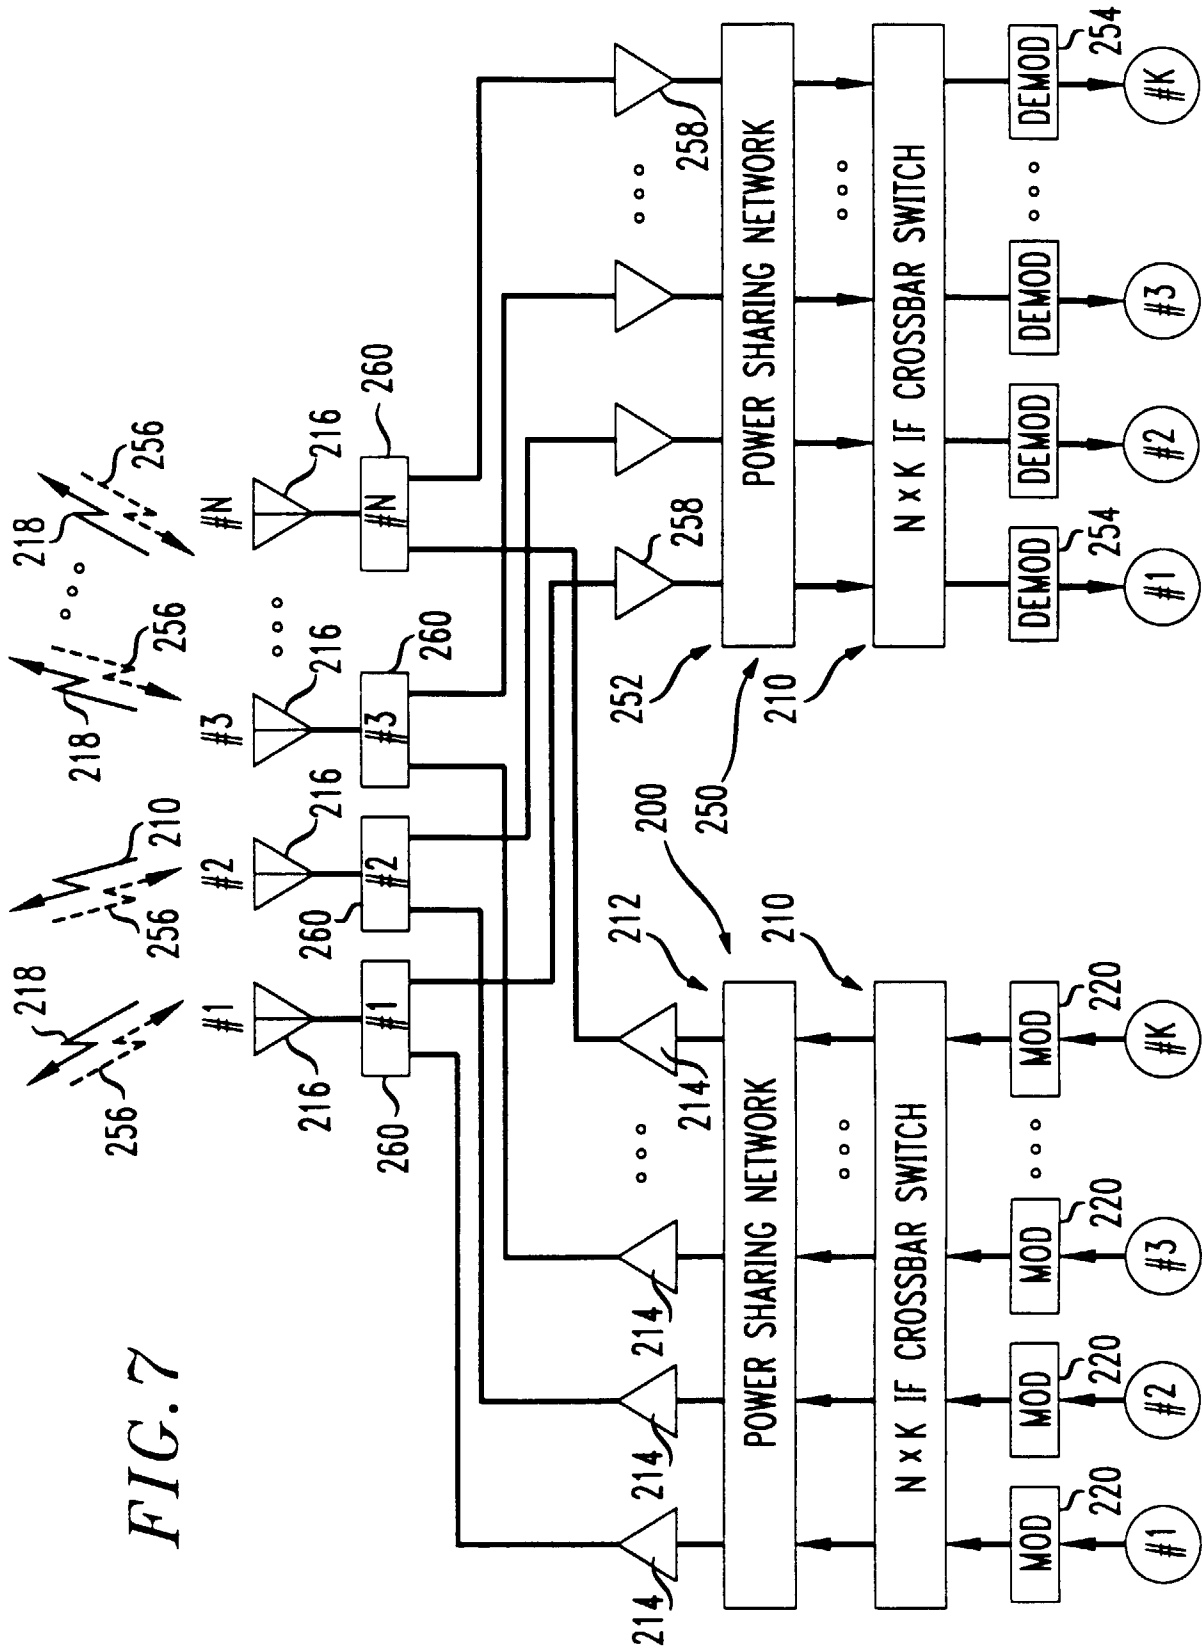 218
218
218
256
FIG.7
256
256
210
256
#1
#2
#3
#N
216
260
216
216
216
260
#1
#2
#3
#N
260
260
214
214
214
212
252
214
258
258
200
250
POWER SHARING NETWORK
POWER SHARING NETWORK
210
210
N x K IF CROSSBAR SWITCH
N x K IF CROSSBAR SWITCH
MOD
MOD
MOD
MOD
DEMOD
DEMOD
DEMOD
DEMOD
220
220
220
220
254
254
#1
#2
#3
#K
#1
#2
#3
#K